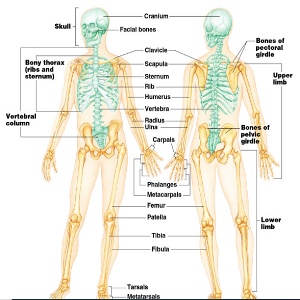 Cranium
Skull
Facial bones
Bones of
pectoral
girdle
Clavicle
Bony thorax
(ribs and
sternum)
Scapula
Sternum
Rib
Upper
limb
Humerus
Vertebra
Vertebral
column
Radius
Ulna
Bones of
pelvic
girdle
Carpals
Phalanges
Metacarpals
Femur
Patella
Lower
limb
Tibia
Fibula
Tarsals
Metatarsals